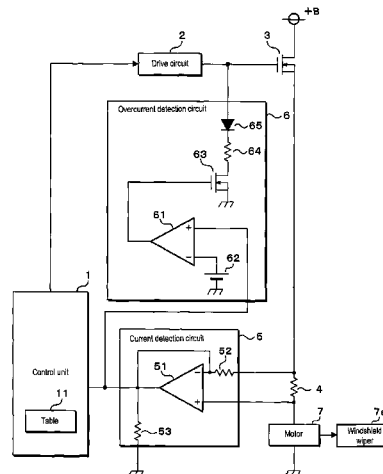 +B
2
3
Drive circuit
Overcurrent detection circuit
6
65
64
63
61
62
1
Control unit
11
Table
Current detection circuit
5
51
52
53
4
7
7a
Motor
Windshield wiper